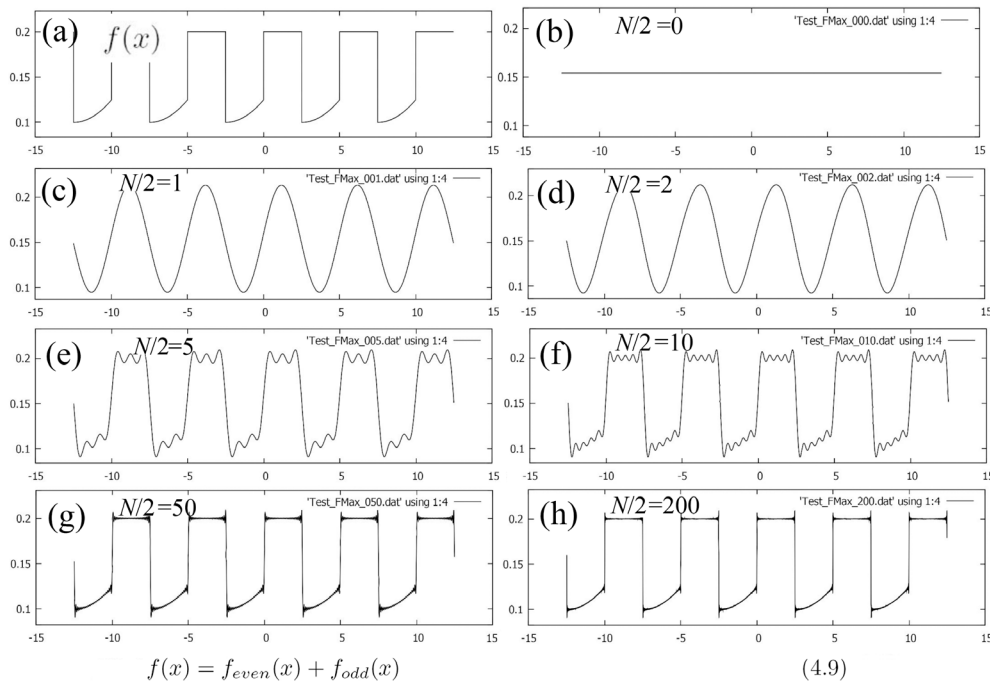 (a)
f(x)
0.2
0.15
0.1
-15 -10 -5 0 5 10 15
(b)
N/2 =0
'Test_FMax_000.dat' using 1:4
0.2
0.15
0.1
-15 -10 -5 0 5 10 15
(c)
N/2=1
'Test_FMax_001.dat' using 1:4
0.2
0.15
0.1
-15 -10 -5 0 5 10 15
(d)
N/2 =2
'Test_FMax_002.dat' using 1:4
0.2
0.15
0.1
-15 -10 -5 0 5 10 15
(e)
N/2=5
'Test_FMax_005.dat' using 1:4
0.2
0.15
0.1
-15 -10 -5 0 5 10 15
(f)
N/2=10
'Test_FMax_010.dat' using 1:4
0.2
0.15
0.1
-15 -10 -5 0 5 10 15
(g)
N/2=50
'Test_FMax_050.dat' using 1:4
0.2
0.15
0.1
-15 -10 -5 0 5 10 15
(h)
N/2=200
'Test_FMax_200.dat' using 1:4
0.2
0.15
0.1
-15 -10 -5 0 5 10 15
f(x) = f_even(x) + f_odd(x) (4.9)